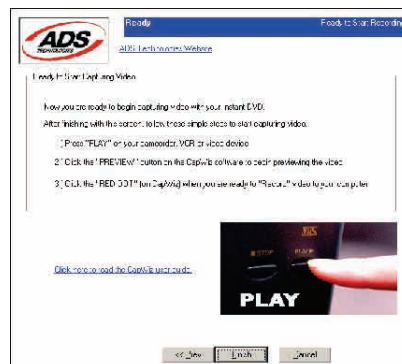 ADS
TECHNOLOGIES
Ready
Ready to Start Recording
ADS Technologies Website
Ready to Start Capturing Video
Now you are ready to begin capturing video with your Instant DVD.
After finishing with this screen, follow these simple steps to start capturing video.
1) Press "PLAY" on your camcorder, VCR or video device
2) Click the "PREVIEW" button on the CapWiz software to begin previewing the video
3) Click the "RED DOT" (on CapWiz) when you are ready to "Record" video to your computer
Click here to read the CapWiz user guide.
STOP
PLAY
PLAY
<< Prev
Finish
Cancel